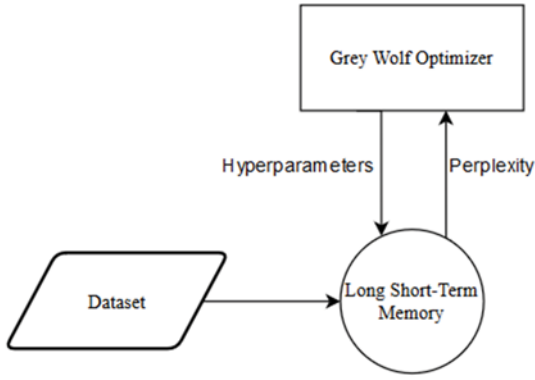 Grey Wolf Optimizer
Hyperparameters
Perplexity
Dataset
Long Short-Term
Memory